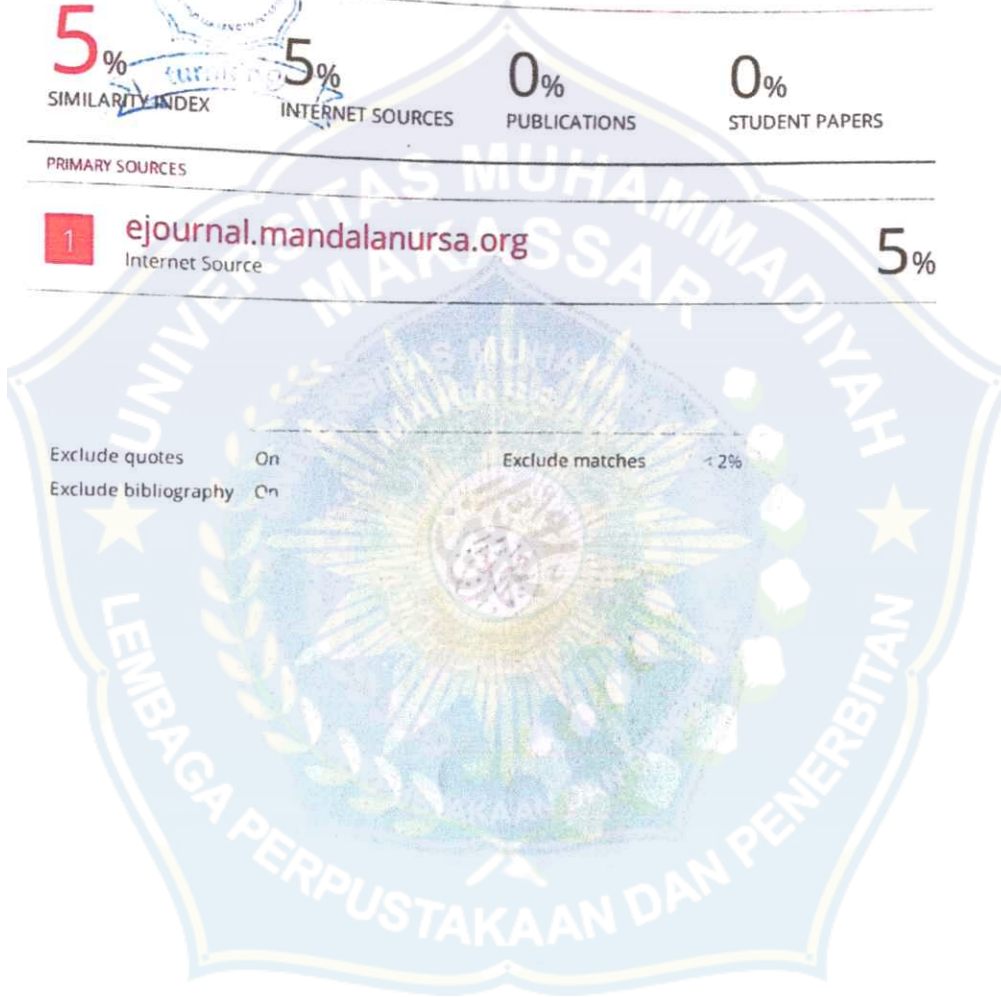 5% 5% 0% 0%
SIMILARITY INDEX INTERNET SOURCES PUBLICATIONS STUDENT PAPERS
PRIMARY SOURCES
1 ejournal.mandalanursa.org 5%
Internet Source
Exclude quotes On Exclude matches < 2%
Exclude bibliography On
UNIVERSITAS MUHAMMADIYAH
MAKASSAR
LEMBAGA PERPUSTAKAAN DAN PENERBITAN
turnitin